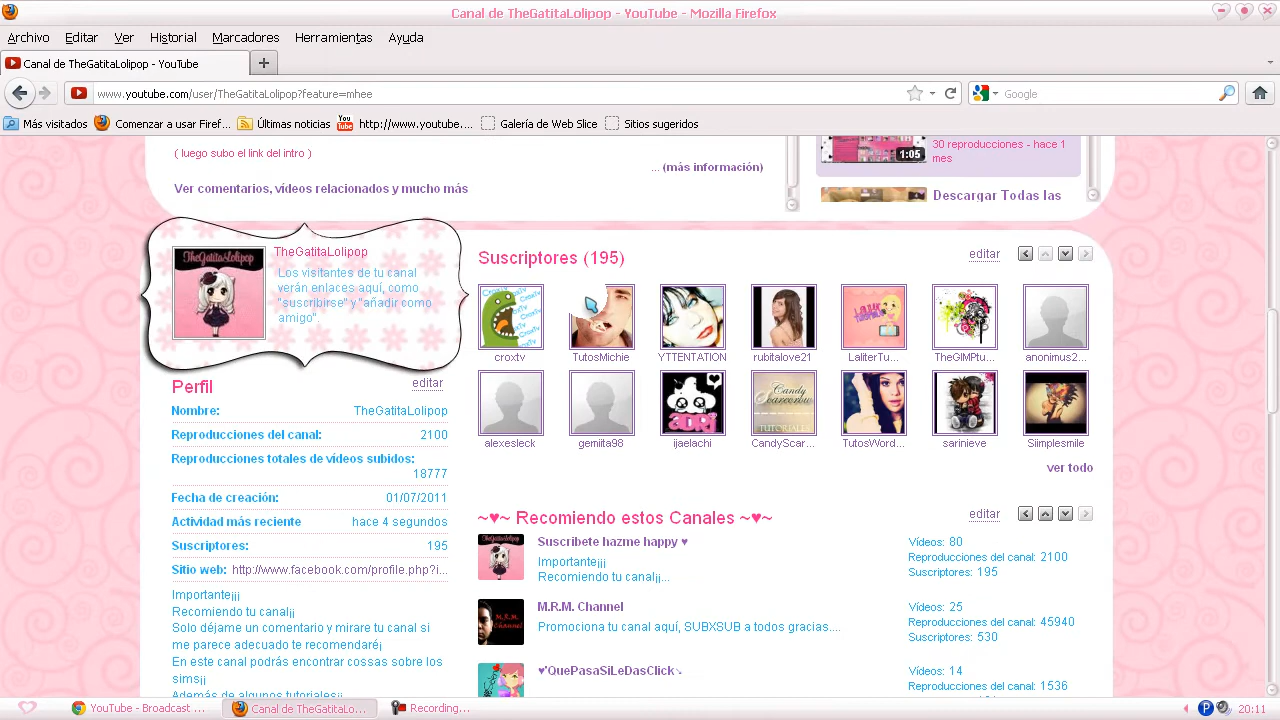 Canal de TheGatitaLolipop - YouTube - Mozilla Firefox
Archivo Editar Ver Historial Marcadores Herramientas Ayuda
Canal de TheGatitaLolipop - YouTube
www.youtube.com/user/TheGatitaLolipop?feature=mhee
Google
Más visitados Comenzar a usar Firef... Últimas noticias http://www.youtube.... Galería de Web Slice Sitios sugeridos
( luego subo el link del intro )
... (más información)
Ver comentarios, vídeos relacionados y mucho más
1:05
30 reproducciones - hace 1
mes
Descargar Todas las
TheGatitaLolipop
TheGatitaLolipop
Los visitantes de tu canal
verán enlaces aquí, como
"suscribirse" y "añadir como
amigo".
Perfil editar
Nombre: TheGatitaLolipop
Reproducciones del canal: 2100
Reproducciones totales de vídeos subidos:
18777
Fecha de creación: 01/07/2011
Actividad más reciente hace 4 segundos
Suscriptores: 195
Sitio web: http://www.facebook.com/profile.php?i...
Importante¡¡¡
Recomiendo tu canal¡¡
Solo déjame un comentario y mirare tu canal si
me parece adecuado te recomendaré¡
En este canal podrás encontrar cossas sobre los
sims¡¡
Además de algunos tutoriales¡¡
Suscriptores (195) editar
croxtv TutosMichie YTTENTATION rubitalove21 LaliterTu... TheGIMPtu... anonimus2...
alexesleck gemiita98 ijaelachi CandyScar... TutosWord... sarinieve Siimplesmile
ver todo
~♥~ Recomiendo estos Canales ~♥~ editar
Suscribete hazme happy ♥
Importante¡¡¡
Recomiendo tu canal¡¡...
Vídeos: 80
Reproducciones del canal: 2100
Suscriptores: 195
M.R.M. Channel
Promociona tu canal aquí, SUBXSUB a todos gracias....
Vídeos: 25
Reproducciones del canal: 45940
Suscriptores: 530
♥'QuePasaSiLeDasClick
Vídeos: 14
Reproducciones del canal: 1536
YouTube - Broadcast ... Canal de TheGatitaLo... Recording...
20:11